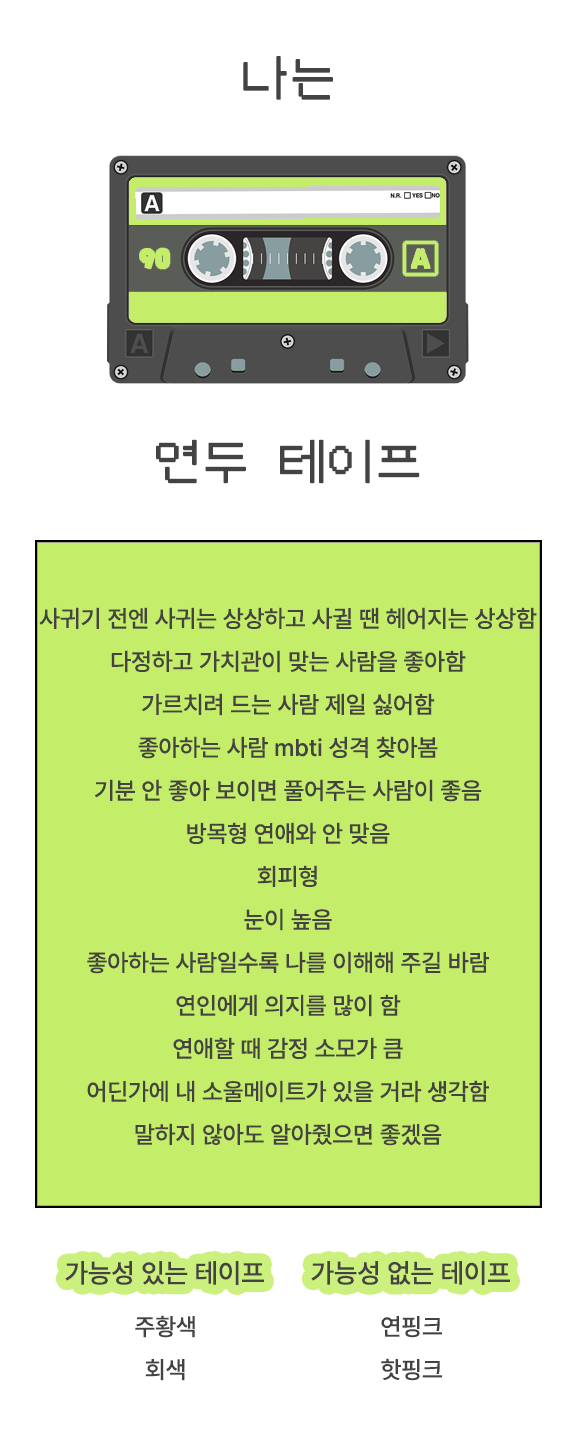 나는
A
N.R. YES NO
90
A
A
연두 테이프
사귀기 전엔 사귀는 상상하고 사귈 땐 헤어지는 상상함
다정하고 가치관이 맞는 사람을 좋아함
가르치려 드는 사람 제일 싫어함
좋아하는 사람 mbti 성격 찾아봄
기분 안 좋아 보이면 풀어주는 사람이 좋음
방목형 연애와 안 맞음
회피형
눈이 높음
좋아하는 사람일수록 나를 이해해 주길 바람
연인에게 의지를 많이 함
연애할 때 감정 소모가 큼
어딘가에 내 소울메이트가 있을 거라 생각함
말하지 않아도 알아줬으면 좋겠음
가능성 있는 테이프
주황색
회색
가능성 없는 테이프
연핑크
핫핑크